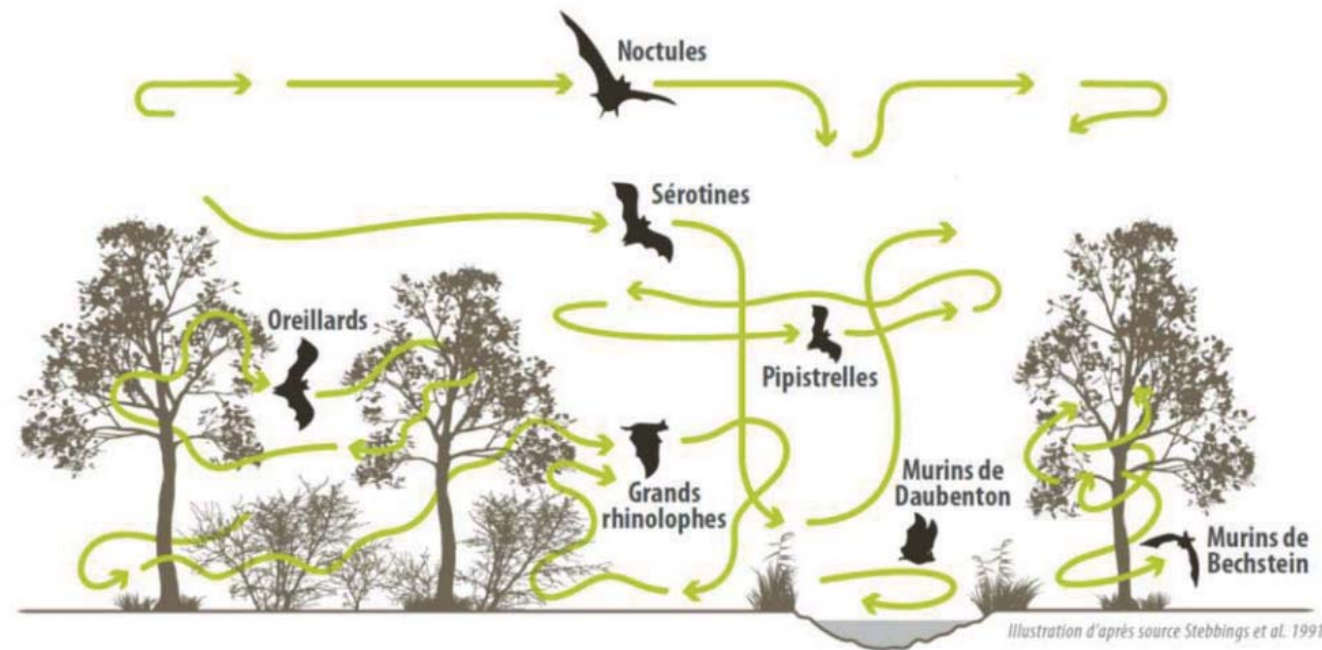 Noctules
Sérotines
Oreillards
Pipistrelles
Grands
rhinolophes
Murins de
Daubenton
Murins de
Bechstein
Illustration d'après source Stebbings et al. 1991